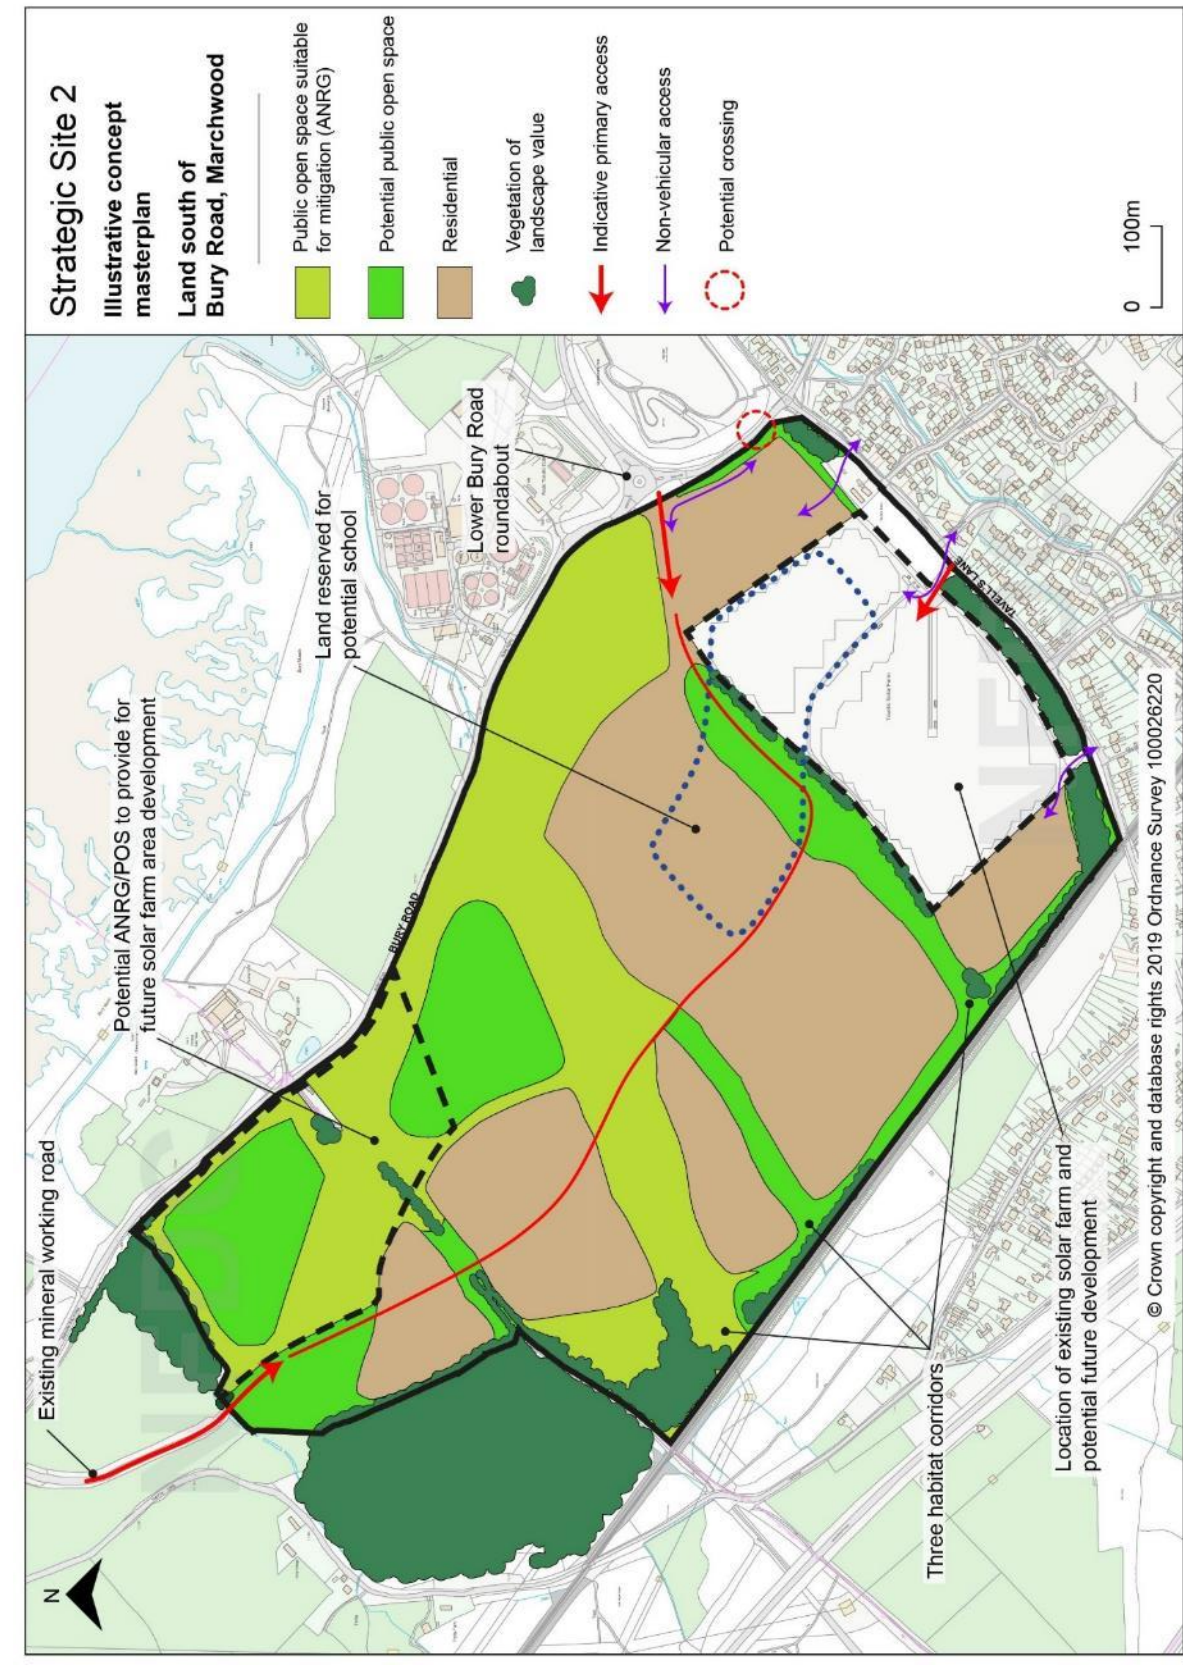 Strategic Site 2
Illustrative concept
masterplan
Land south of
Bury Road, Marchwood
Public open space suitable
for mitigation (ANRG)
Potential public open space
Residential
Vegetation of
landscape value
Indicative primary access
Non-vehicular access
Potential crossing
0 100m
N
Existing mineral working road
Potential ANRG/POS to provide for
future solar farm area development
Land reserved for
potential school
Lower Bury Road
roundabout
BURY ROAD
TAVELL'S LANE
Three habitat corridors
Location of existing solar farm and
potential future development
© Crown copyright and database rights 2019 Ordnance Survey 100026220